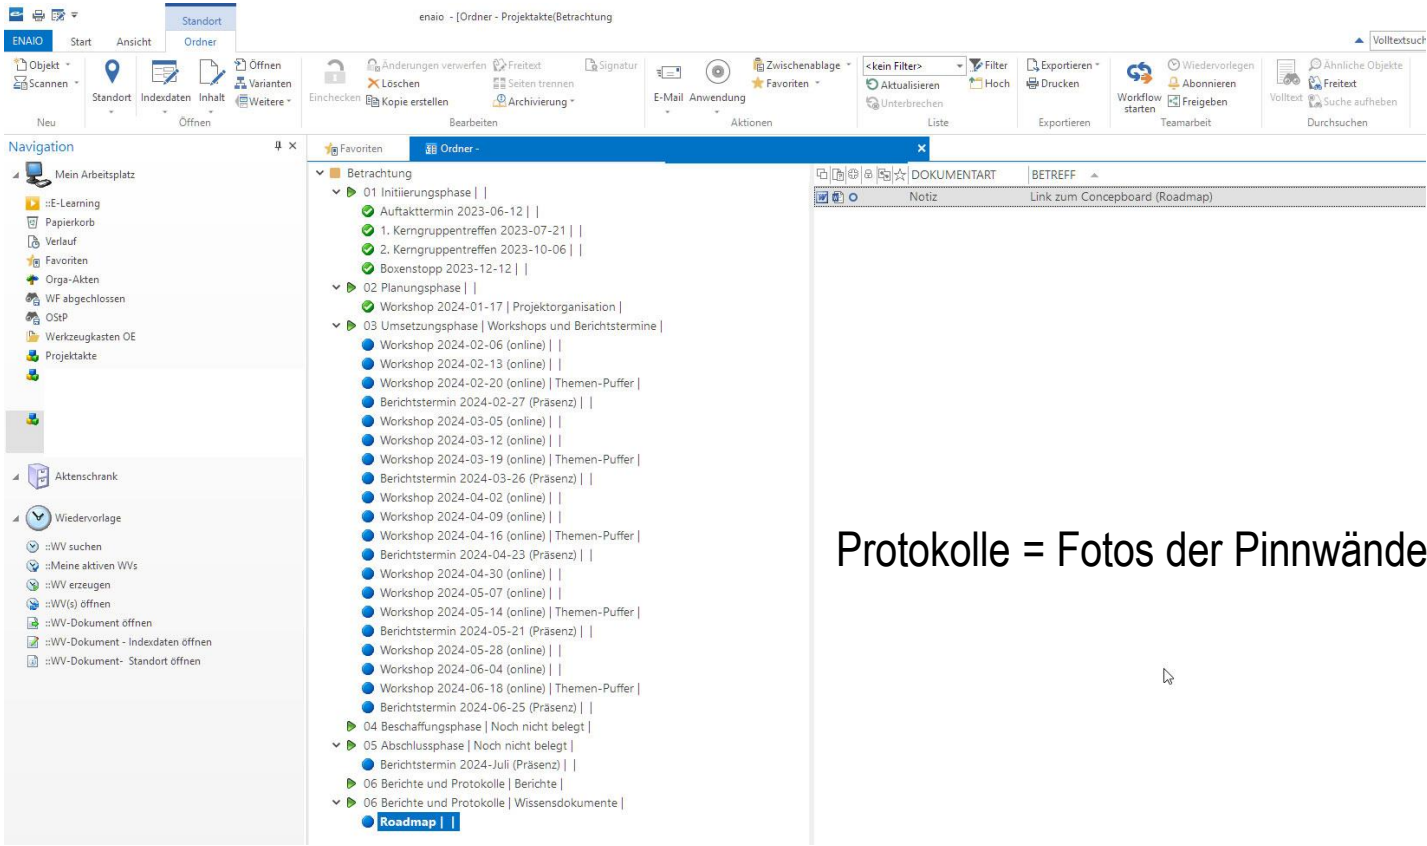 Standort
enaio - [Ordner - Projektakte(Betrachtung
ENAIO Start Ansicht Ordner
Volltextsuch
Objekt
Scannen
Standort Indexdaten Inhalt
Öffnen
Varianten
Weitere
Einchecken
Änderungen verwerfen Freitext Signatur
Löschen Seiten trennen
Kopie erstellen Archivierung
E-Mail Anwendung
Zwischenablage
Favoriten
<kein Filter> Filter
Aktualisieren Hoch
Unterbrechen
Exportieren
Drucken
Workflow starten
Wiedervorlegen
Abonnieren
Freigeben
Volltext
Ähnliche Objekte
Freitext
Suche aufheben
Neu Öffnen Bearbeiten Aktionen Liste Exportieren Teamarbeit Durchsuchen
Navigation
Mein Arbeitsplatz
::E-Learning
Papierkorb
Verlauf
Favoriten
Orga-Akten
WF abgechlossen
OStP
Werkzeugkasten OE
Projektakte
Aktenschrank
Wiedervorlage
::WV suchen
::Meine aktiven WVs
::WV erzeugen
::WV(s) öffnen
::WV-Dokument öffnen
::WV-Dokument - Indexdaten öffnen
::WV-Dokument- Standort öffnen
Favoriten Ordner -
Betrachtung
01 Initiierungsphase | |
Auftakttermin 2023-06-12 | |
1. Kerngruppentreffen 2023-07-21 | |
2. Kerngruppentreffen 2023-10-06 | |
Boxenstopp 2023-12-12 | |
02 Planungsphase | |
Workshop 2024-01-17 | Projektorganisation |
03 Umsetzungsphase | Workshops und Berichtstermine |
Workshop 2024-02-06 (online) | |
Workshop 2024-02-13 (online) | |
Workshop 2024-02-20 (online) | Themen-Puffer |
Berichtstermin 2024-02-27 (Präsenz) | |
Workshop 2024-03-05 (online) | |
Workshop 2024-03-12 (online) | |
Workshop 2024-03-19 (online) | Themen-Puffer |
Berichtstermin 2024-03-26 (Präsenz) | |
Workshop 2024-04-02 (online) | |
Workshop 2024-04-09 (online) | |
Workshop 2024-04-16 (online) | Themen-Puffer |
Berichtstermin 2024-04-23 (Präsenz) | |
Workshop 2024-04-30 (online) | |
Workshop 2024-05-07 (online) | |
Workshop 2024-05-14 (online) | Themen-Puffer |
Berichtstermin 2024-05-21 (Präsenz) | |
Workshop 2024-05-28 (online) | |
Workshop 2024-06-04 (online) | |
Workshop 2024-06-18 (online) | Themen-Puffer |
Berichtstermin 2024-06-25 (Präsenz) | |
04 Beschaffungsphase | Noch nicht belegt |
05 Abschlussphase | Noch nicht belegt |
Berichtstermin 2024-Juli (Präsenz) | |
06 Berichte und Protokolle | Berichte |
06 Berichte und Protokolle | Wissensdokumente |
Roadmap | |
DOKUMENTART BETREFF
Notiz Link zum Concepboard (Roadmap)
Protokolle = Fotos der Pinnwände